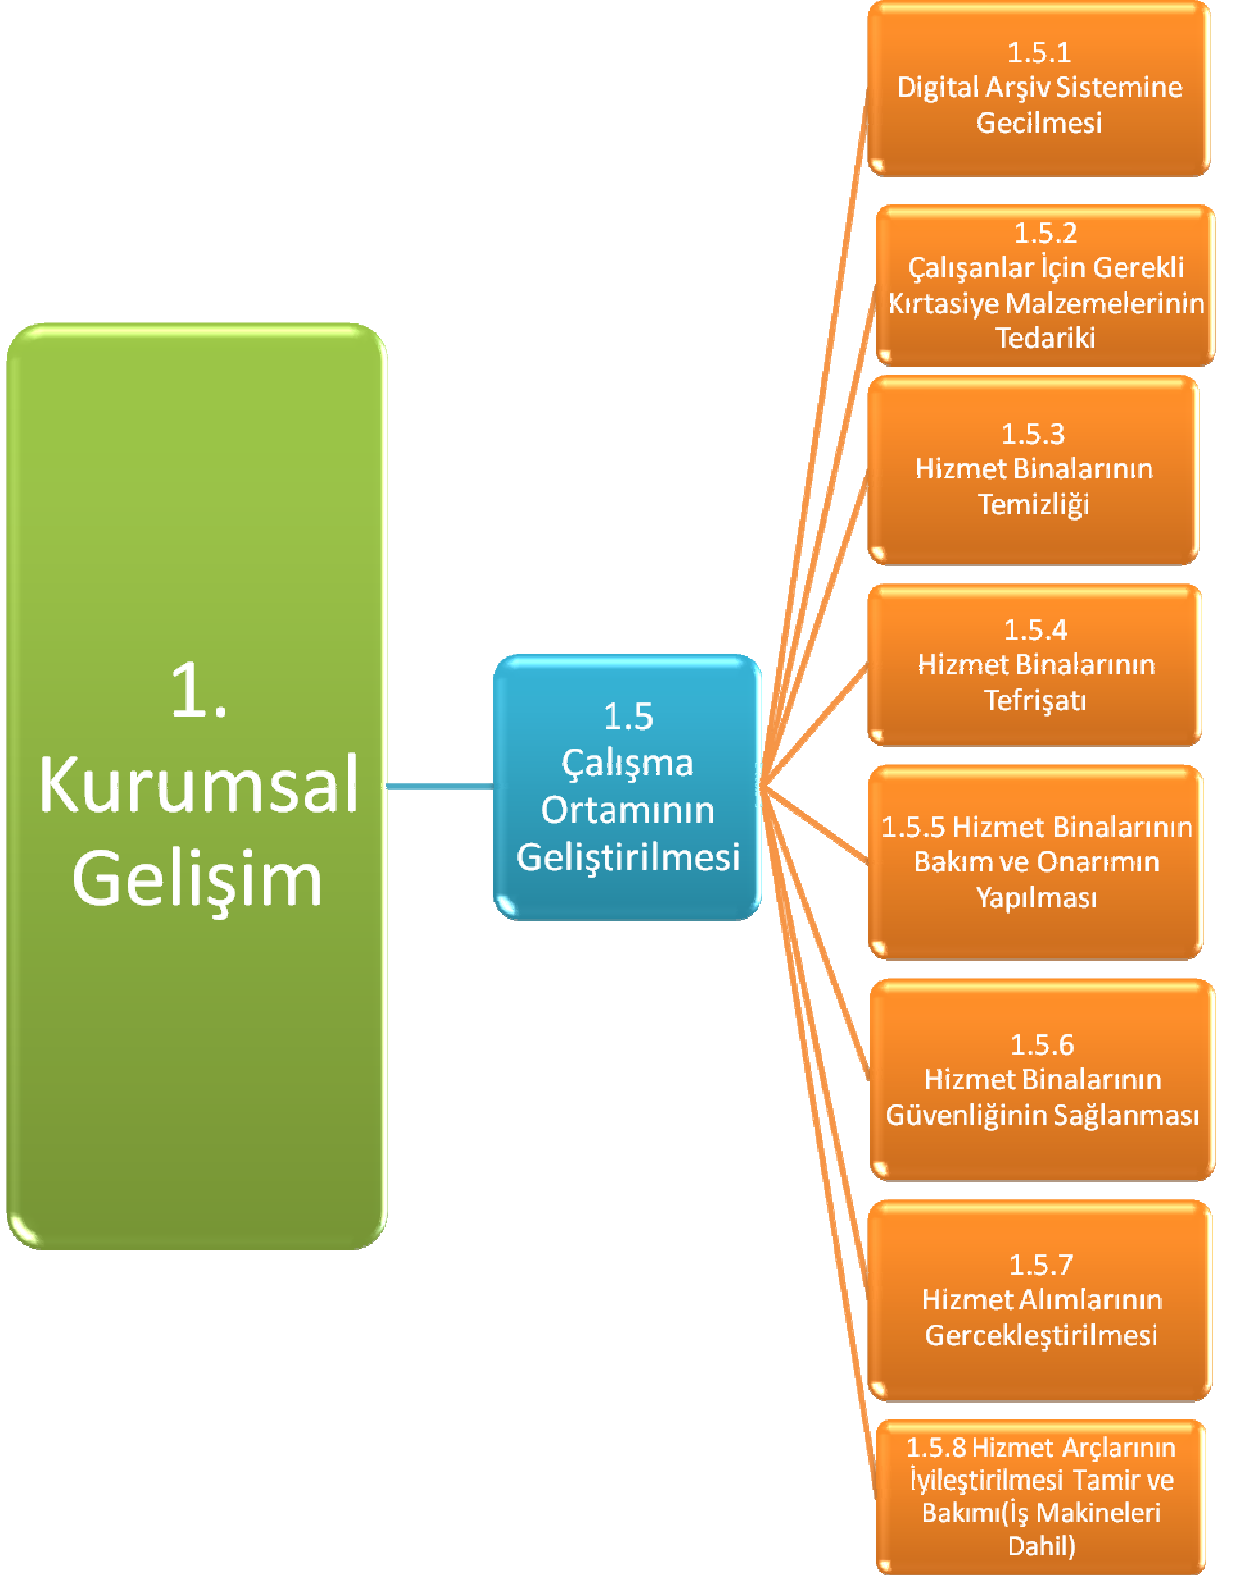 1.
Kurumsal
Gelişim
1.5
Çalışma
Ortamının
Geliştirilmesi
1.5.1
Digital Arşiv Sistemine
Gecilmesi
1.5.2
Çalışanlar İçin Gerekli
Kırtasiye Malzemelerinin
Tedariki
1.5.3
Hizmet Binalarının
Temizliği
1.5.4
Hizmet Binalarının
Tefrişatı
1.5.5 Hizmet Binalarının
Bakım ve Onarımın
Yapılması
1.5.6
Hizmet Binalarının
Güvenliğinin Sağlanması
1.5.7
Hizmet Alımlarının
Gercekleştirilmesi
1.5.8 Hizmet Arçlarının
İyileştirilmesi Tamir ve
Bakımı(İş Makineleri
Dahil)